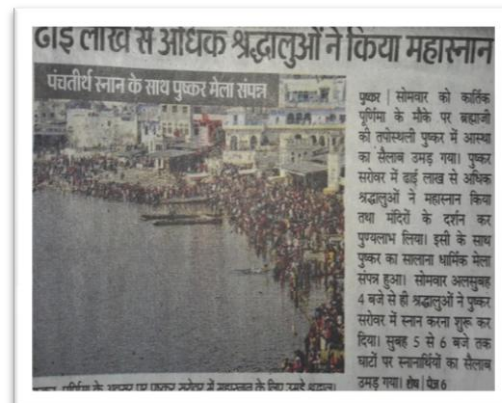 ढाई लाख से अधिक श्रद्धालुओं ने किया महास्नान
पंचतीर्थ स्नान के साथ पुष्कर मेला संपन्न
पुष्कर | सोमवार को कार्तिक
पूर्णिमा के मौके पर ब्रह्माजी
की तपोस्थली पुष्कर में आस्था
का सैलाब उमड़ गया। पुष्कर
सरोवर में ढाई लाख से अधिक
श्रद्धालुओं ने महास्नान किया
तथा मंदिरों के दर्शन कर
पुण्यलाभ लिया। इसी के साथ
पुष्कर का सालाना धार्मिक मेला
संपन्न हुआ। सोमवार अलसुबह
4 बजे से ही श्रद्धालुओं ने पुष्कर
सरोवर में स्नान करना शुरू कर
दिया। सुबह 5 से 6 बजे तक
घाटों पर स्नानार्थियों का सैलाब
उमड़ गया। शेष | पेज 6